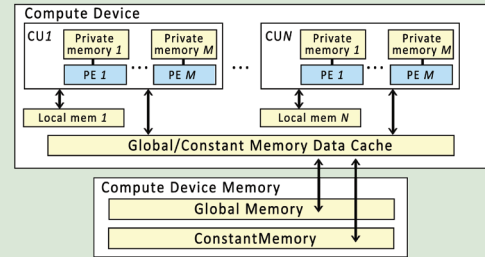 Compute Device
CU1
Private memory 1
Private memory M
PE 1
...
PE M
Local mem 1
...
CUN
Private memory 1
Private memory M
PE 1
...
PE M
Local mem N
Global/Constant Memory Data Cache
Compute Device Memory
Global Memory
ConstantMemory